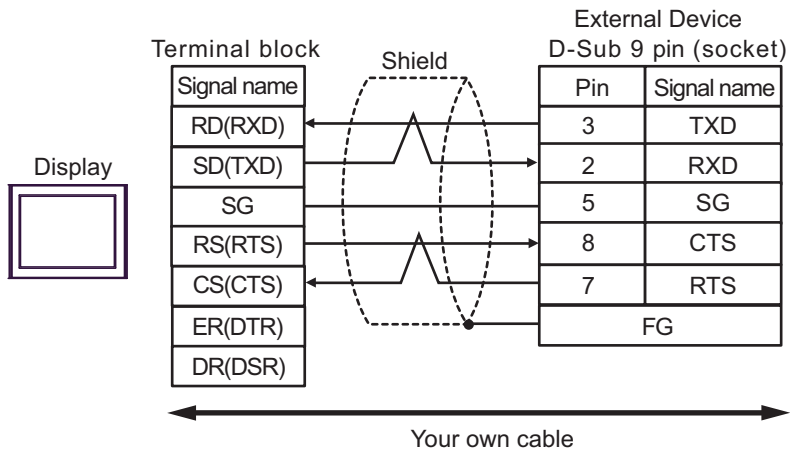 External Device
Terminal block
Shield
D-Sub 9 pin (socket)
Signal name
Pin
Signal name
RD(RXD)
3
TXD
Display
SD(TXD)
2
RXD
SG
5
SG
RS(RTS)
8
CTS
CS(CTS)
7
RTS
ER(DTR)
FG
DR(DSR)
Your own cable